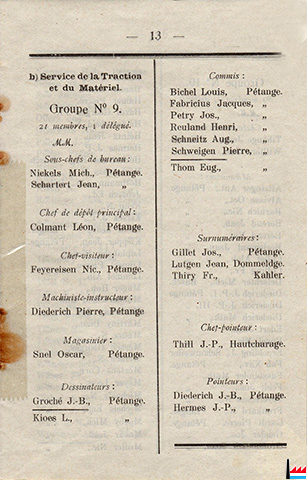 — 13 —
b) Service de la Traction
et du Matériel.
Groupe Nº 9.
21 membres, 1 délégué.
M.M.
Sous-chefs de bureau:
Nickels Mich., Pétange.
Schartert Jean, „
Chef de dépôt principal:
Colmant Léon, Pétange.
Chef-visiteur:
Feyereisen Nic., Pétange.
Machiniste-instructeur:
Diederich Pierre, Pétange
Magasinier:
Snel Oscar, Pétange.
Dessinateurs:
Groché J.-B., Pétange.
Kioes L., „
Commis:
Bichel Louis, Pétange.
Fabricius Jacques, „
Petry Jos., „
Reuland Henri, „
Schneitz Aug., „
Schweigen Pierre, „
Thom Eug., „
Surnuméraires:
Gillet Jos., Pétange.
Lutgen Jean, Dommeldge.
Thiry Fr., Kahler.
Chef-pointeur:
Thill J.-P., Hautcharage.
Pointeurs:
Diederich J.-B., Pétange.
Hermes J.-P., „